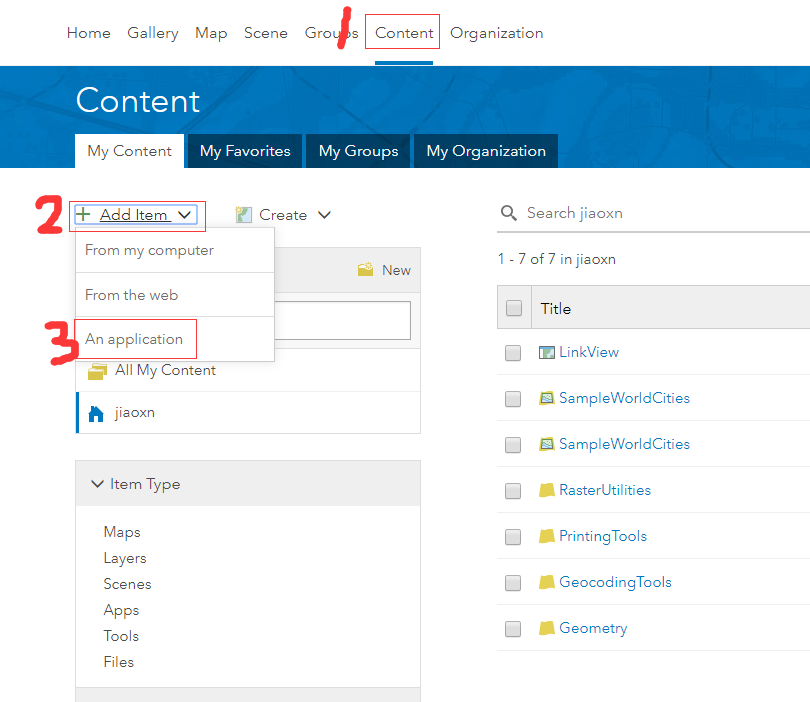 Home Gallery Map Scene Groups 1 Content Organization
Content
My Content My Favorites My Groups My Organization
2 Add Item Create
Search jiaoxn
From my computer
1 - 7 of 7 in jiaoxn
New
From the web
Title
3 An application
LinkView
All My Content
SampleWorldCities
jiaoxn
SampleWorldCities
Item Type
RasterUtilities
Maps
PrintingTools
Layers
Scenes
GeocodingTools
Apps
Tools
Geometry
Files